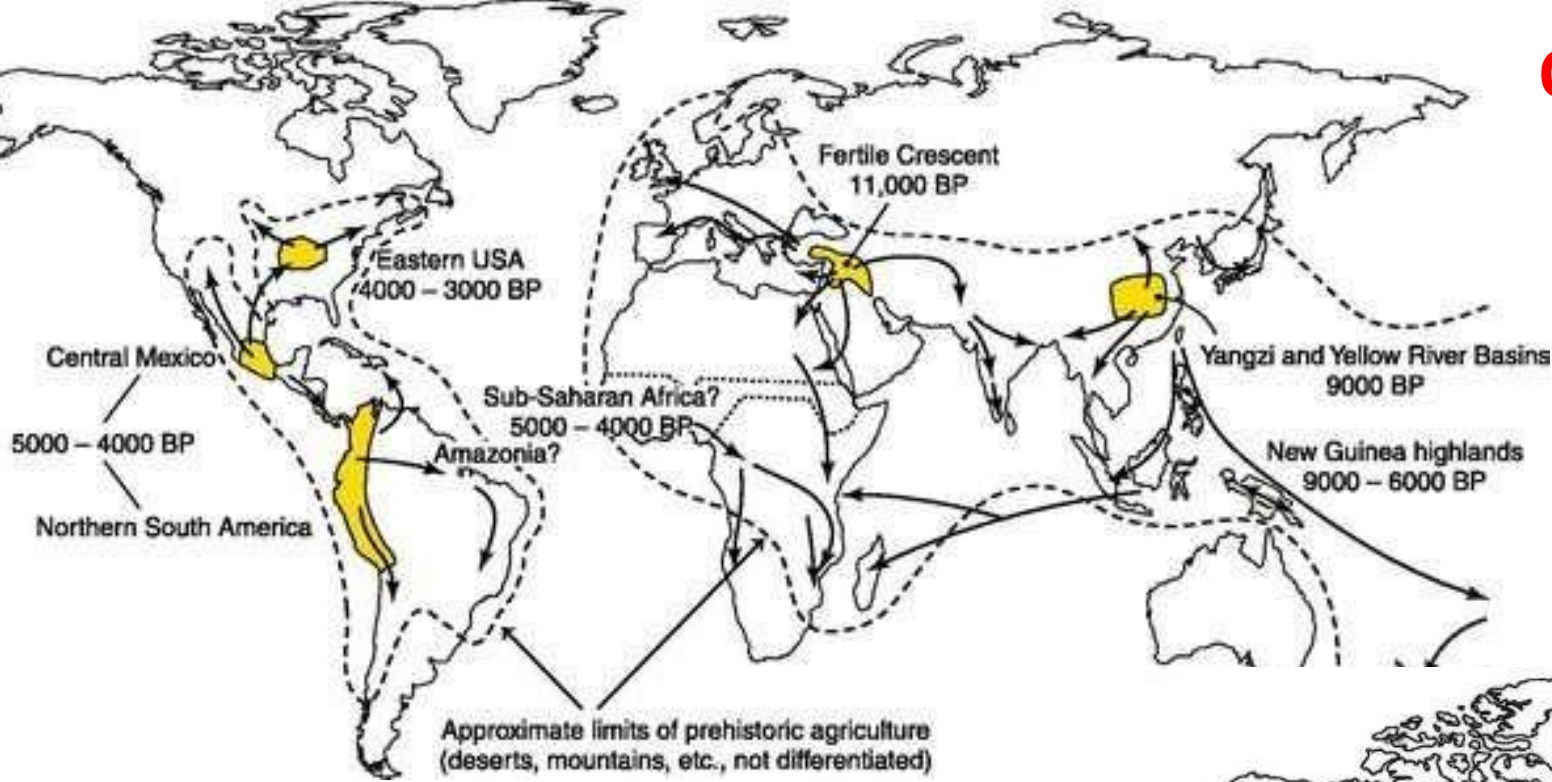 Fertile Crescent
11,000 BP
Eastern USA
4000 – 3000 BP
Central Mexico
5000 – 4000 BP
Northern South America
Sub-Saharan Africa?
5000 – 4000 BP
Amazonia?
Yangzi and Yellow River Basins
9000 BP
New Guinea highlands
9000 – 6000 BP
Approximate limits of prehistoric agriculture
(deserts, mountains, etc., not differentiated)